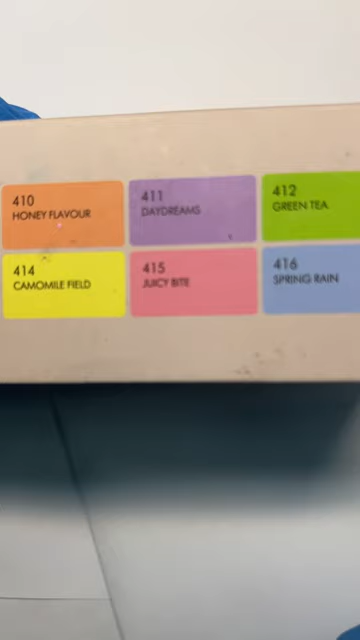 410
HONEY FLAVOUR
411
DAYDREAMS
412
GREEN TEA
414
CAMOMILE FIELD
415
JUICY BITE
416
SPRING RAIN